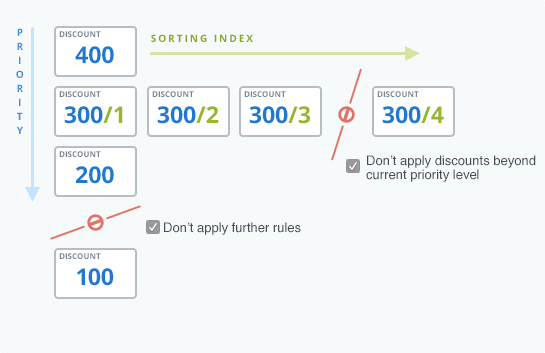 PRIORITY
DISCOUNT
400
SORTING INDEX
DISCOUNT
300/1
DISCOUNT
300/2
DISCOUNT
300/3
DISCOUNT
300/4
DISCOUNT
200
Don't apply discounts beyond
current priority level
Don't apply further rules
DISCOUNT
100